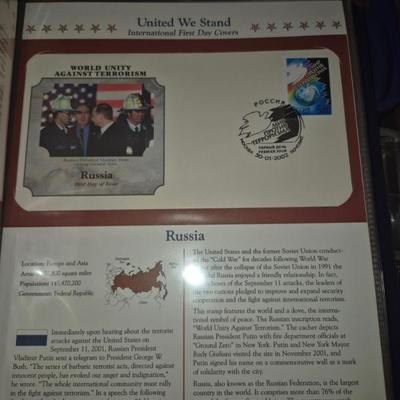 United We Stand
International First Day Covers
WORLD UNITY
AGAINST TERRORISM
Russia
First Day of Issue
РОССИЯ
МИР
ПРОТИВ
ТЕРРОРИЗМА
ПЕРВЫЙ ДЕНЬ
PREMIER JOUR
МОСКВА 30-01-2002
Russia
Location: Europe and Asia
Population: 145,470,200
Government: Federal Republic
Immediately upon hearing about the terrorist
attacks against the United States on
September 11, 2001, Russian President
Vladimir Putin sent a telegram to President George W.
Bush. "The series of barbaric terrorist acts, directed against
innocent people, has evoked our anger and indignation,"
he wrote. "The whole international community must rally
in the fight against terrorism." In a speech the following
The United States and the former Soviet Union conduct-
ed the "Cold War" for decades following World War
after the collapse of the Soviet Union in 1991 the
Russia enjoyed a friendly relationship. In fact,
hours of the September 11 attacks, the leaders of
the two nations pledged to improve and expand security
cooperation and the fight against international terrorism.
This stamp features the world and a dove, the interna-
tional symbol of peace. The Russian inscription reads,
"World Unity Against Terrorism." The cachet depicts
Russian President Putin with fire department officials at
"Ground Zero" in New York. Putin and New York Mayor
Rudy Giuliani visited the site in November 2001, and
Putin signed his name on a commemorative wall as a mark
of solidarity with the city.
Russia, also known as the Russian Federation, is the largest
country in the world. It comprises more than 76% of the